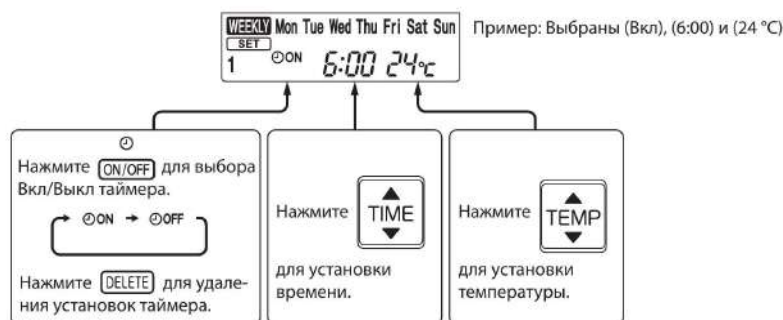 WEEKLY Mon Tue Wed Thu Fri Sat Sun
Пример: Выбраны (Вкл), (6:00) и (24 °C)
SET
1 ON 6:00 24°c
Нажмите ON/OFF для выбора
Вкл/Выкл таймера.
ON → OFF
Нажмите DELETE для удале-
ния установок таймера.
Нажмите TIME
для установки
времени.
Нажмите TEMP
для установки
температуры.